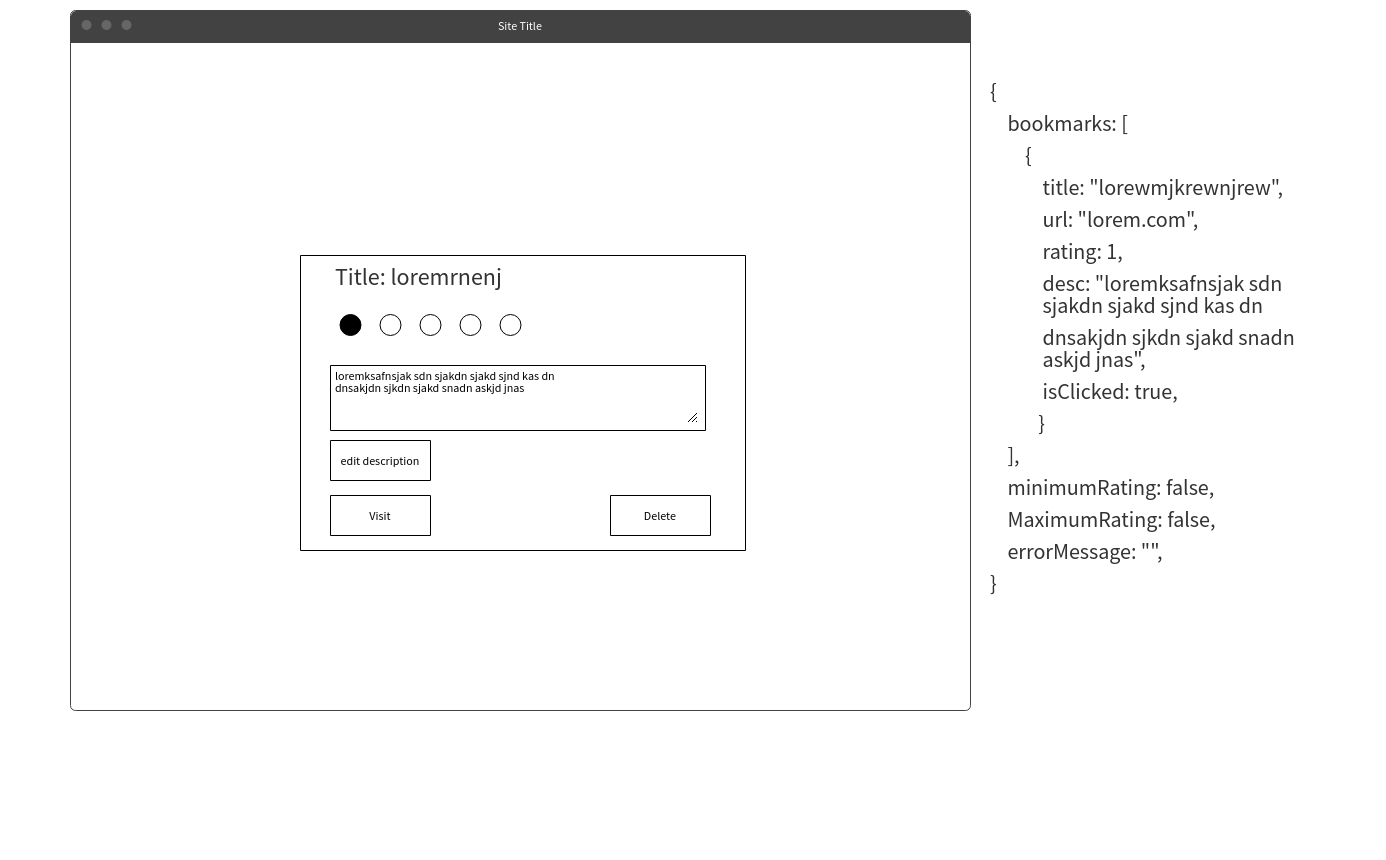 Site Title
Title: loremrnenj
loremksafnsjak sdn sjakdn sjakd sjnd kas dn
dnsakjdn sjkdn sjakd snadn askjd jnas
edit description
Visit
Delete
{
bookmarks: [
{
title: "lorewmjkrewnjrew",
url: "lorem.com",
rating: 1,
desc: "loremksafnsjak sdn
sjakdn sjakd sjnd kas dn
dnsakjdn sjkdn sjakd snadn
askjd jnas",
isClicked: true,
}
],
minimumRating: false,
MaximumRating: false,
errorMessage: "",
}